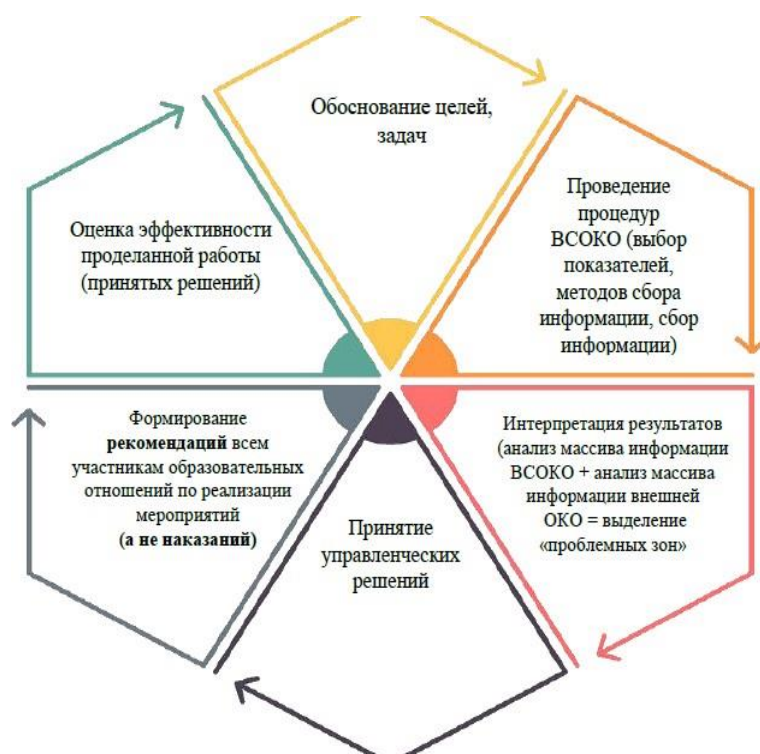 Обоснование целей,
задач
Проведение
процедур
ВСОКО (выбор
показателей,
методов сбора
информации, сбор
информации)
Интерпретация результатов
(анализ массива информации
ВСОКО + анализ массива
информации внешней
ОКО = выделение
«проблемных зон»
Принятие
управленческих
решений
Формирование
рекомендаций всем
участникам образовательных
отношений по реализации
мероприятий
(а не наказаний)
Оценка эффективности
проделанной работы
(принятых решений)